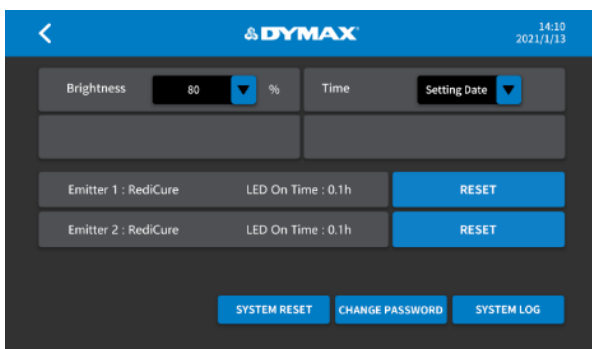 DYMAX
14:10
2021/1/13
Brightness 80 % Time Setting Date
Emitter 1 : RediCure LED On Time : 0.1h RESET
Emitter 2 : RediCure LED On Time : 0.1h RESET
SYSTEM RESET CHANGE PASSWORD SYSTEM LOG